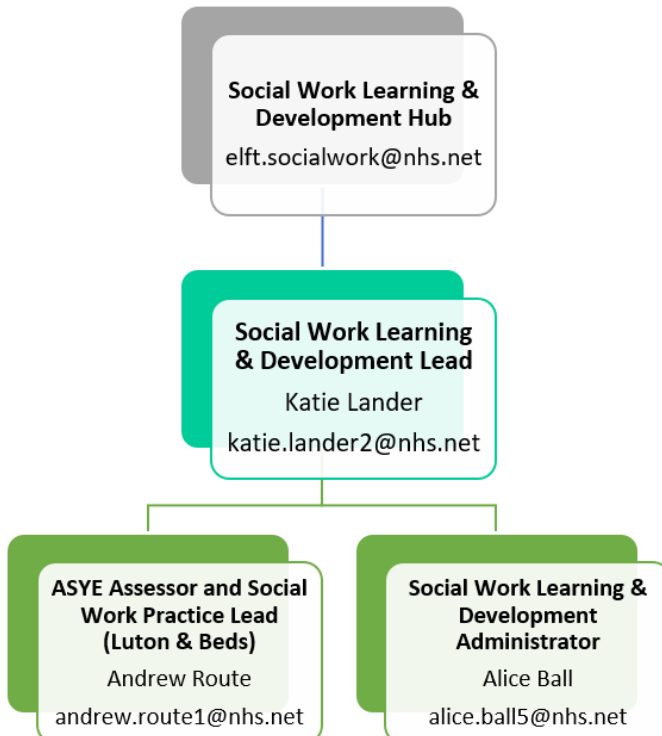 Social Work Learning &
Development Hub
elft.socialwork@nhs.net
Social Work Learning
& Development Lead
Katie Lander
katie.lander2@nhs.net
ASYE Assessor and Social
Work Practice Lead
(Luton & Beds)
Andrew Route
andrew.route1@nhs.net
Social Work Learning &
Development
Administrator
Alice Ball
alice.ball5@nhs.net